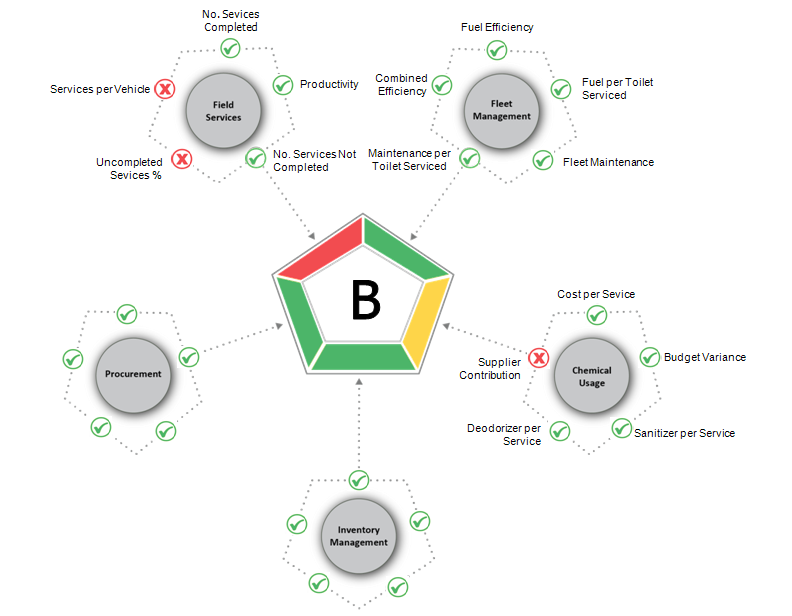 No. Sevices
Completed
Services per Vehicle
Productivity
Field
Services
Uncompleted
Sevices %
No. Services Not
Completed
Fuel Efficiency
Combined
Efficiency
Fuel per Toilet
Serviced
Fleet
Management
Maintenance per
Toilet Serviced
Fleet Maintenance
B
Procurement
Cost per Sevice
Supplier
Contribution
Budget Variance
Chemical
Usage
Deodorizer per
Service
Sanitizer per Service
Inventory
Management